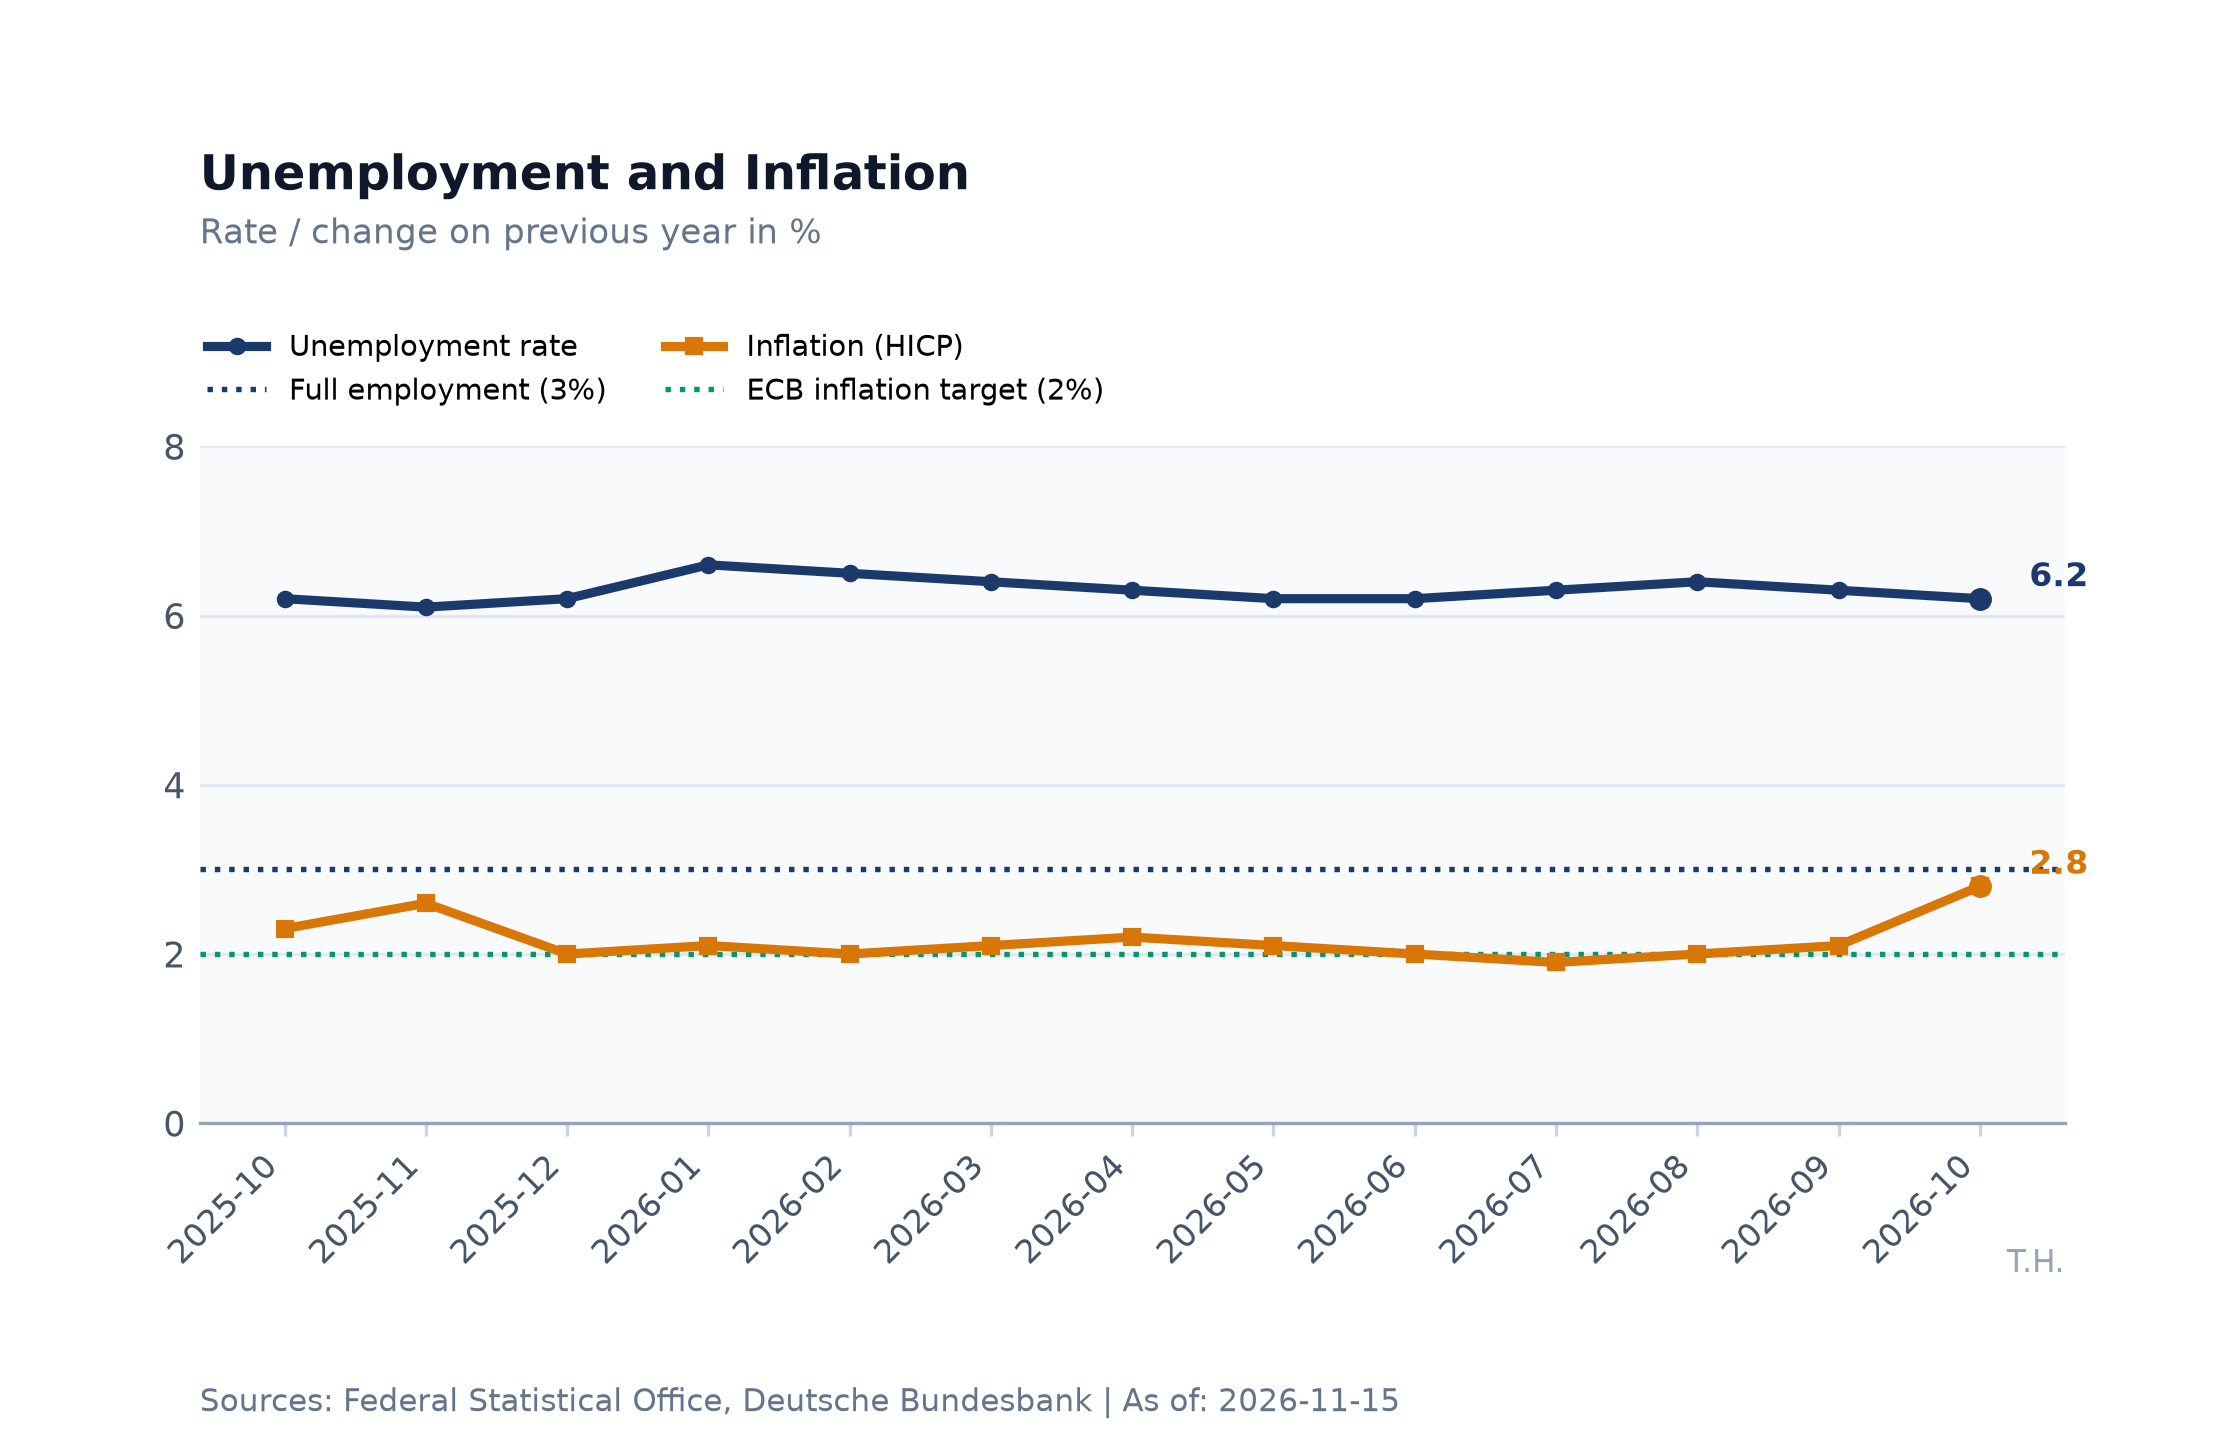 Unemployment and Inflation
Rate / change on previous year in %
Unemployment rate
Inflation (HICP)
Full employment (3%)
ECB inflation target (2%)
8
6
4
2
0
6.2
2.8
2025-10
2025-11
2025-12
2026-01
2026-02
2026-03
2026-04
2026-05
2026-06
2026-07
2026-08
2026-09
2026-10
T.H.
Sources: Federal Statistical Office, Deutsche Bundesbank | As of: 2026-11-15